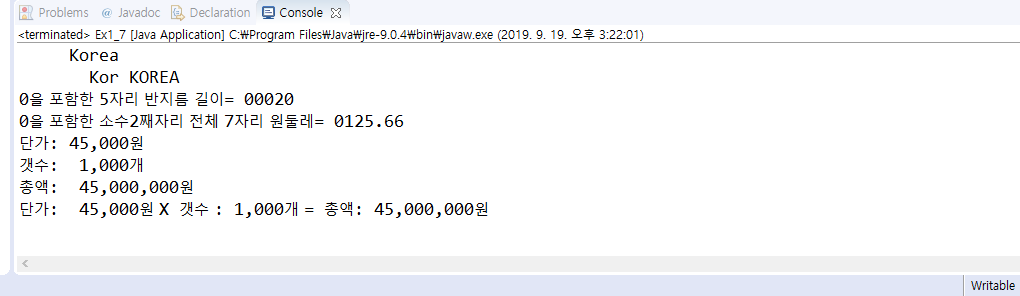 Problems @ Javadoc Declaration Console
<terminated> Ex1_7 [Java Application] C:₩Program Files₩Java₩jre-9.0.4₩bin₩javaw.exe (2019. 9. 19. 오후 3:22:01)
Korea
Kor KOREA
0을 포함한 5자리 반지름 길이= 00020
0을 포함한 소수2째자리 전체 7자리 원둘레= 0125.66
단가: 45,000원
갯수: 1,000개
총액: 45,000,000원
단가: 45,000원 X 갯수 : 1,000개 = 총액: 45,000,000원
Writable